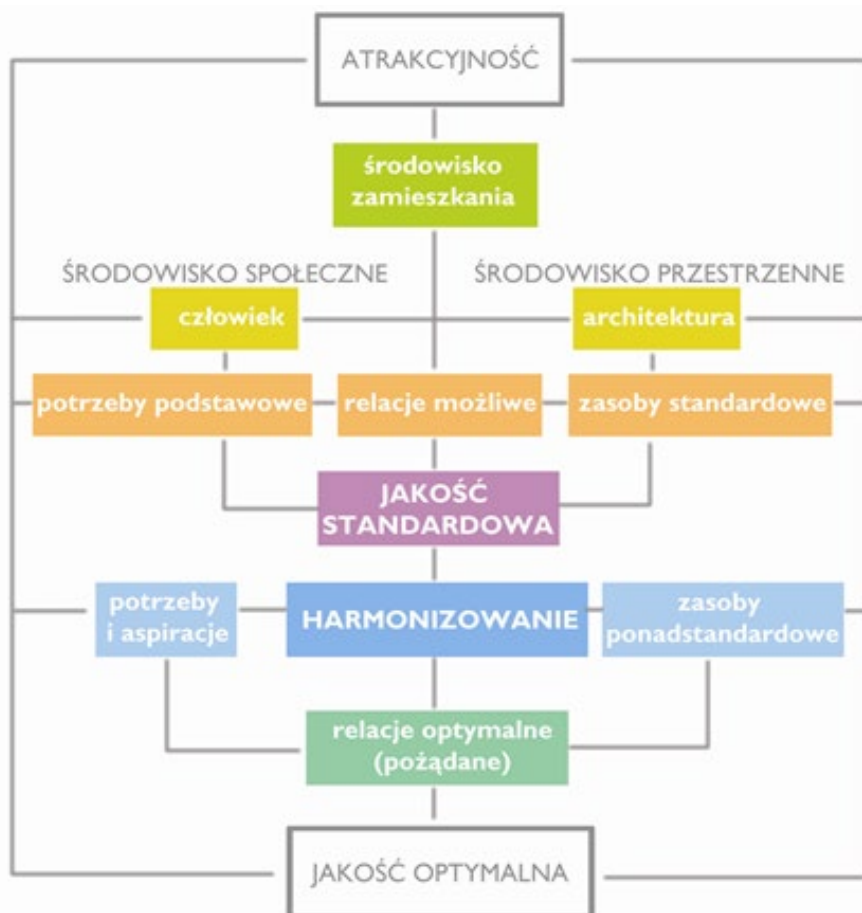 ATRAKCYJNOŚĆ
środowisko
zamieszkania
ŚRODOWISKO SPOŁECZNE
ŚRODOWISKO PRZESTRZENNE
człowiek
architektura
potrzeby podstawowe
relacje możliwe
zasoby standardowe
JAKOŚĆ
STANDARDOWA
potrzeby
i aspiracje
HARMONIZOWANIE
zasoby
ponadstandardowe
relacje optymalne
(pożądane)
JAKOŚĆ OPTYMALNA